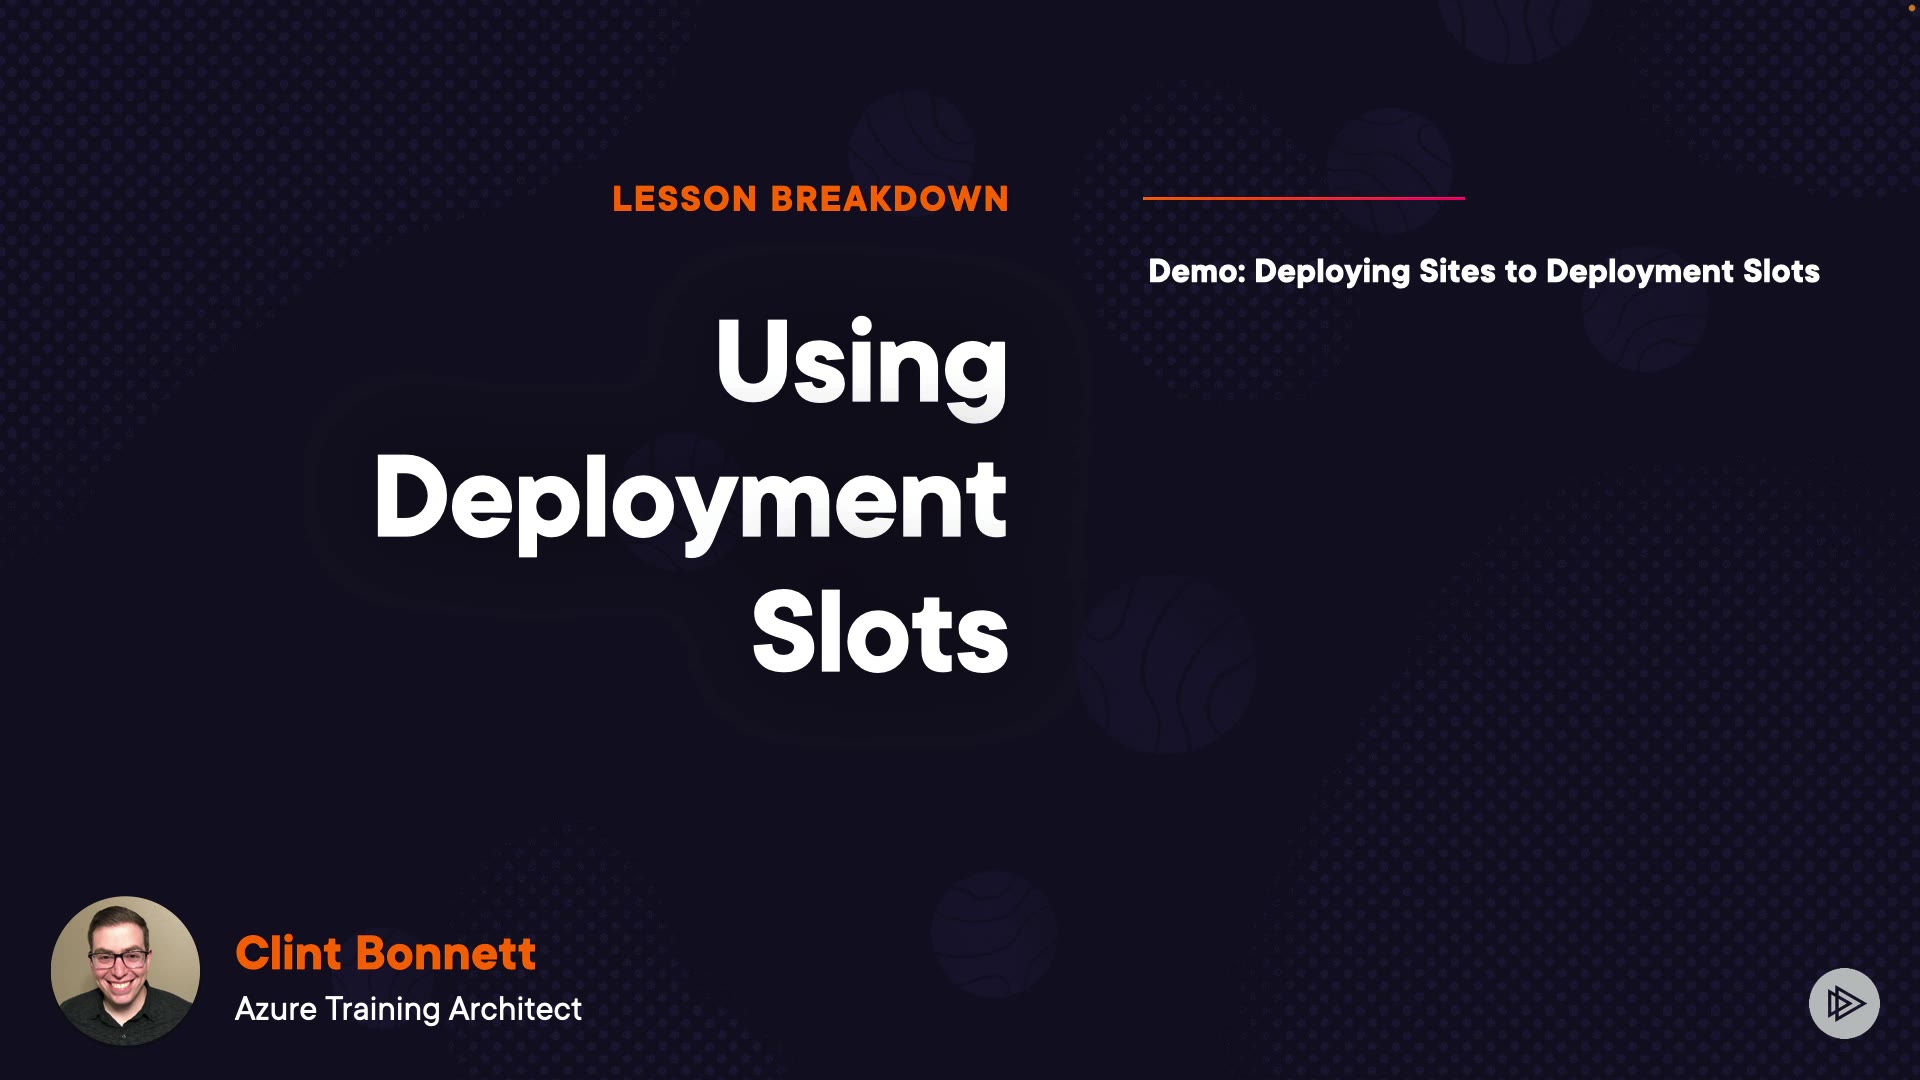 LESSON BREAKDOWN
Using
Deployment
Slots
Demo: Deploying Sites to Deployment Slots
Clint Bonnett
Azure Training Architect